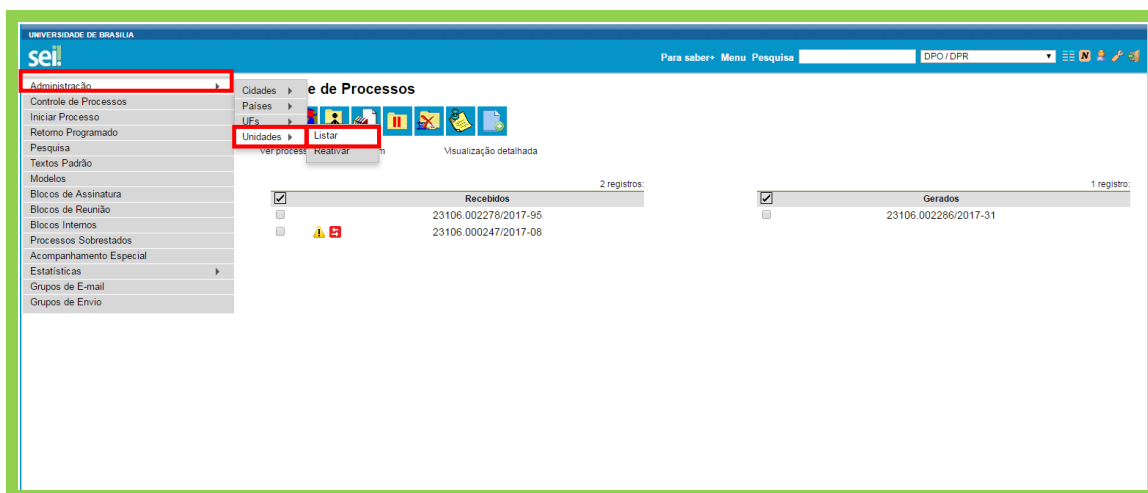 UNIVERSIDADE DE BRASILIA
sei!
Para saber+ Menu Pesquisa
DPO / DPR
N
Administração
Controle de Processos
Iniciar Processo
Retorno Programado
Pesquisa
Textos Padrão
Modelos
Blocos de Assinatura
Blocos de Reunião
Blocos Internos
Processos Sobrestados
Acompanhamento Especial
Estatísticas
Grupos de E-mail
Grupos de Envio
Cidades
Países
UFs
Unidades
Listar
Reativar
e de Processos
Ver process
m
Visualização detalhada
2 registros:
Recebidos
23106.002278/2017-95
23106.000247/2017-08
1 registro:
Gerados
23106.002286/2017-31